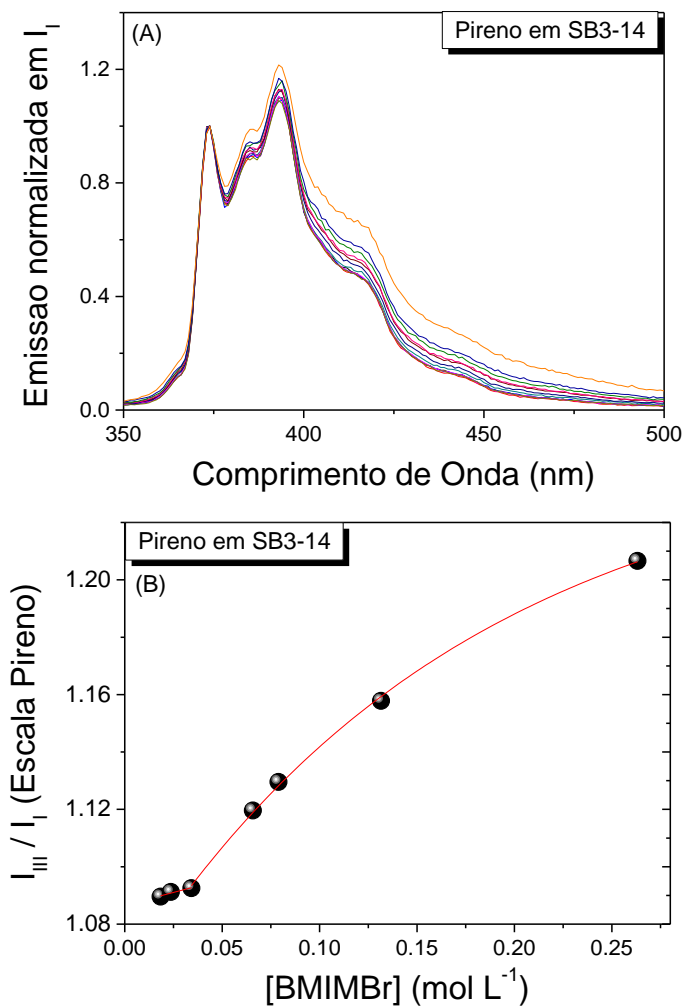 (A)
Pireno em SB3-14
Emissao normalizada em I_I
1.2
0.8
0.4
0.0
350
400
450
500
Comprimento de Onda (nm)
Pireno em SB3-14
(B)
I_III / I_I (Escala Pireno)
1.20
1.16
1.12
1.08
0.00
0.05
0.10
0.15
0.20
0.25
[BMIMBr] (mol L⁻¹)